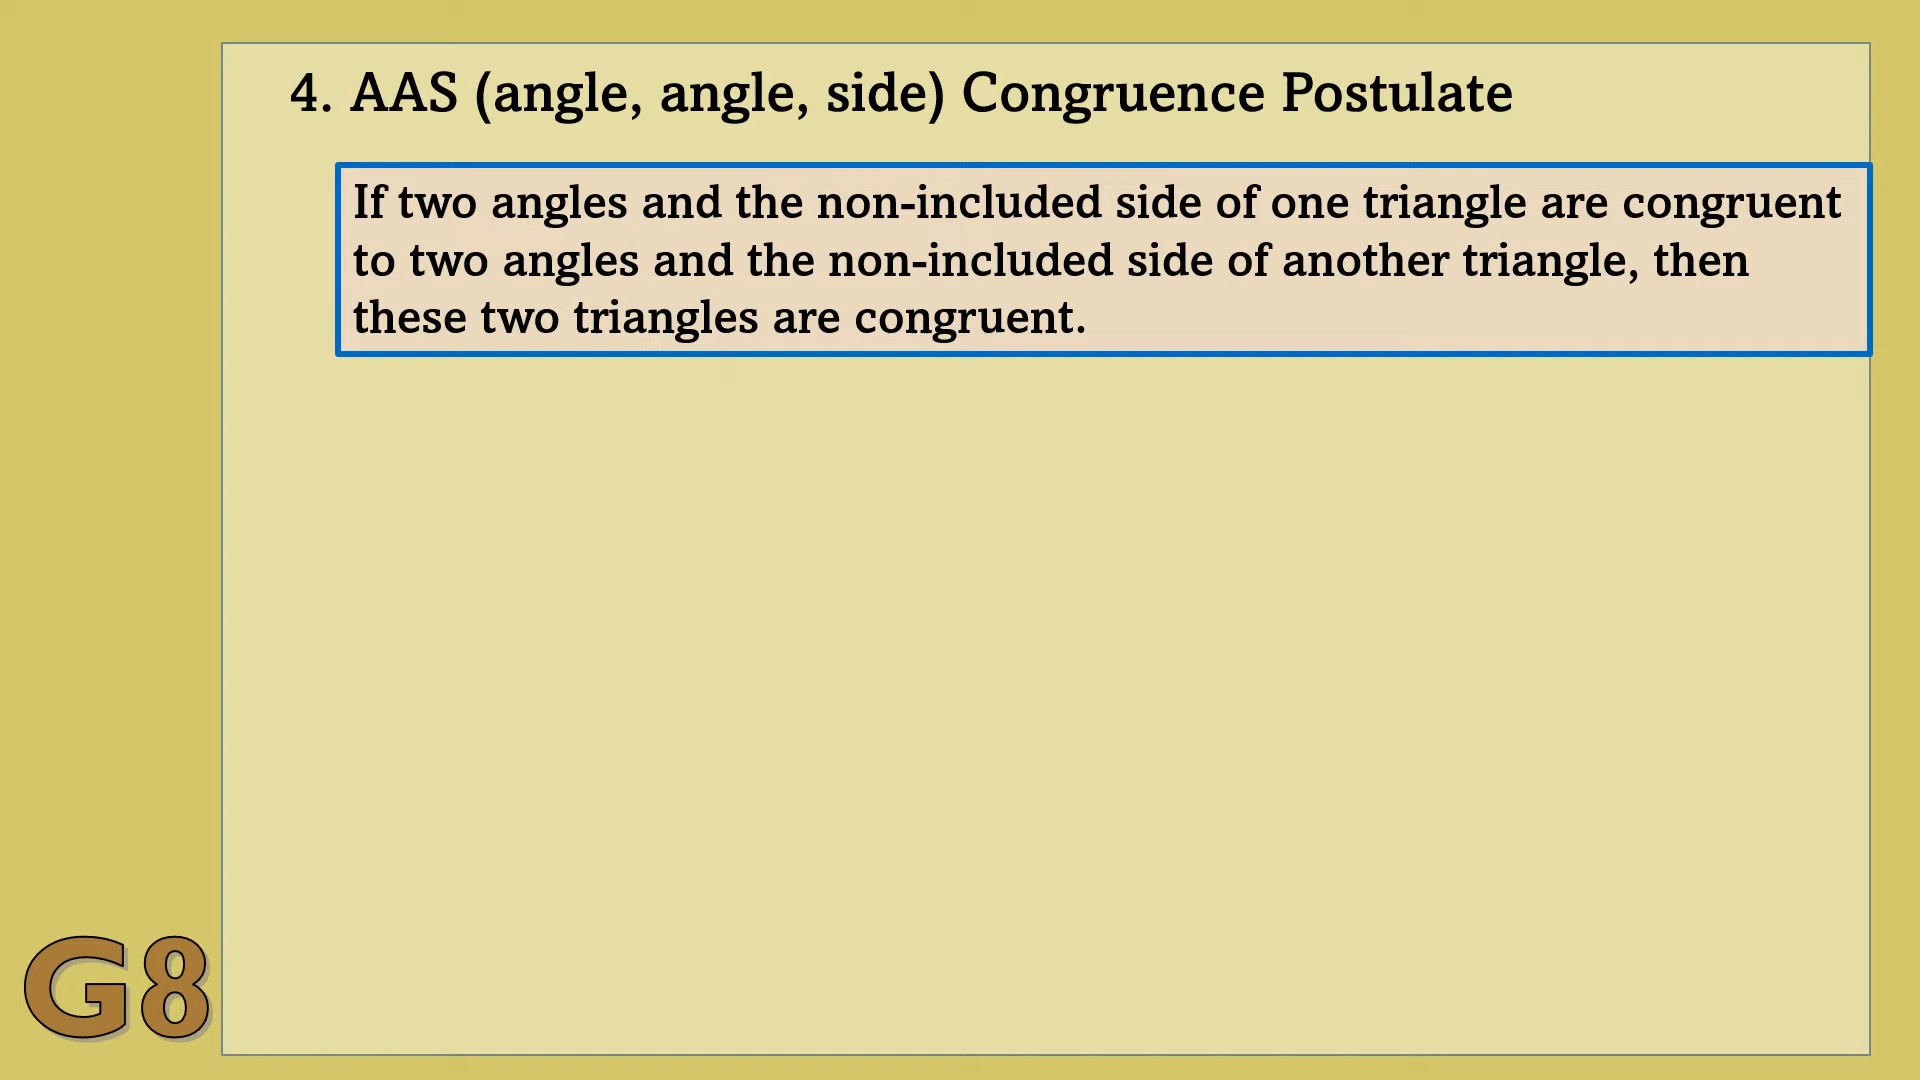 4. AAS (angle, angle, side) Congruence Postulate
If two angles and the non-included side of one triangle are congruent
to two angles and the non-included side of another triangle, then
these two triangles are congruent.
G8